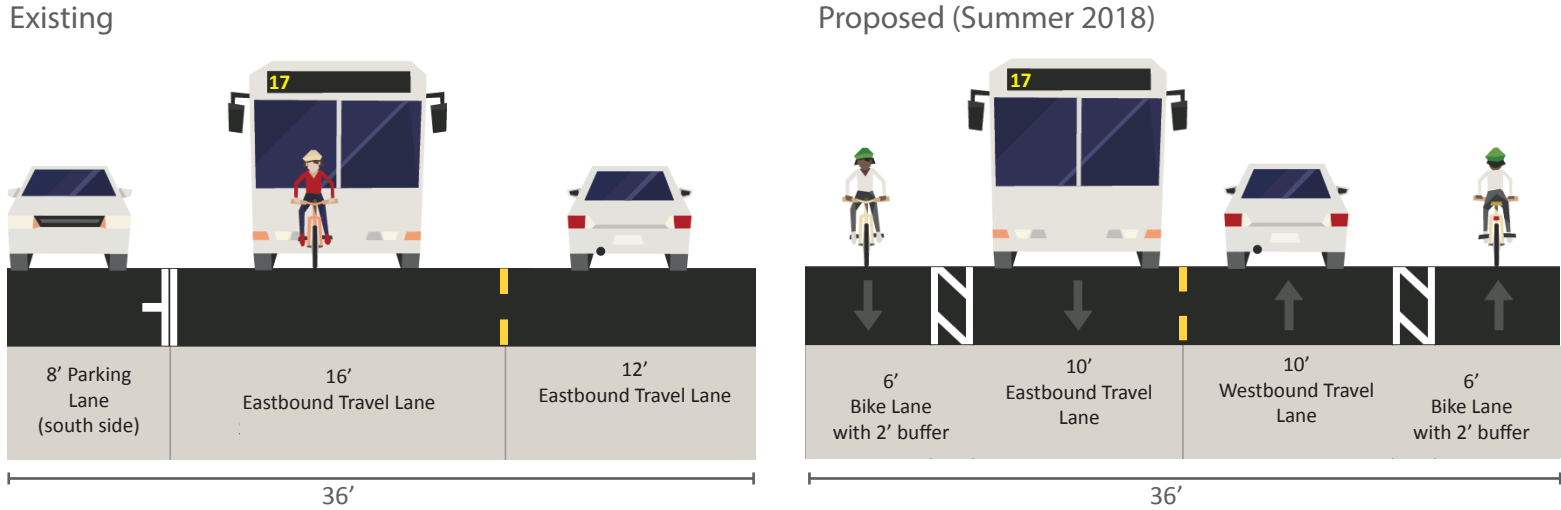 Existing
17
8’ Parking
Lane
(south side)
16’
Eastbound Travel Lane
12’
Eastbound Travel Lane
36’
Proposed (Summer 2018)
17
6’
Bike Lane
with 2’ buffer
10’
Eastbound Travel
Lane
10’
Westbound Travel
Lane
6’
Bike Lane
with 2’ buffer
36’